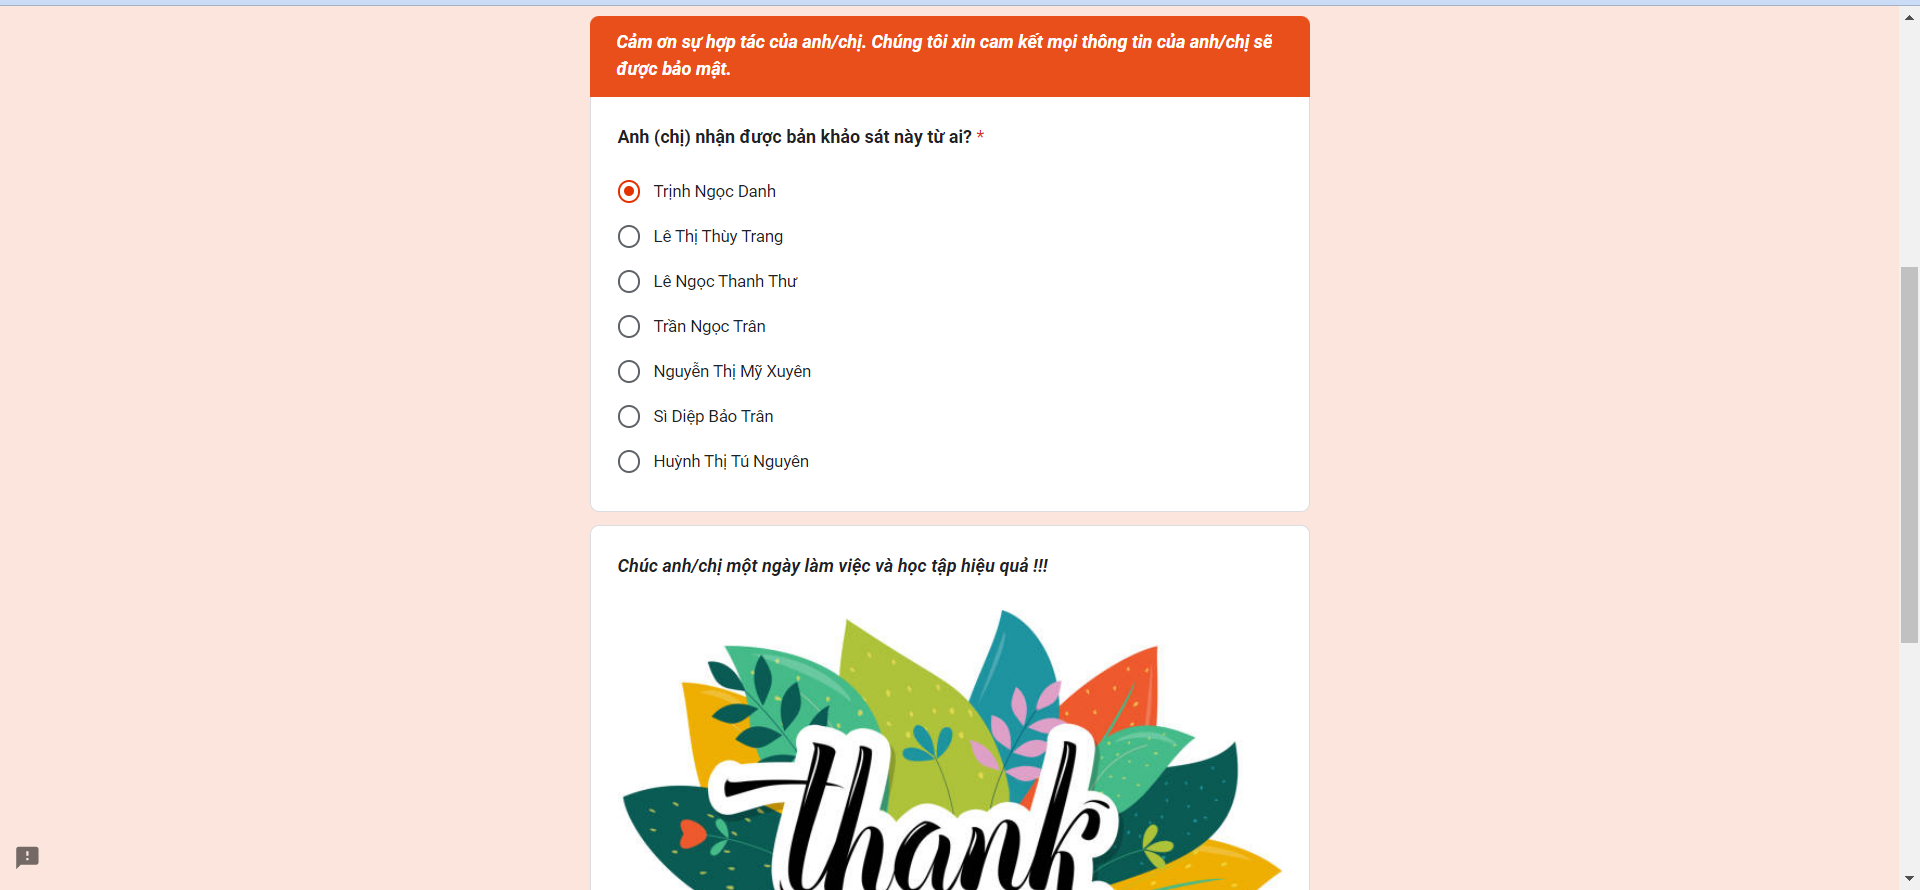 Cảm ơn sự hợp tác của anh/chị. Chúng tôi xin cam kết mọi thông tin của anh/chị sẽ
được bảo mật.
Anh (chị) nhận được bản khảo sát này từ ai? *
Trịnh Ngọc Danh
Lê Thị Thùy Trang
Lê Ngọc Thanh Thư
Trần Ngọc Trân
Nguyễn Thị Mỹ Xuyên
Sì Diệp Bảo Trân
Huỳnh Thị Tú Nguyên
Chúc anh/chị một ngày làm việc và học tập hiệu quả !!!
thank